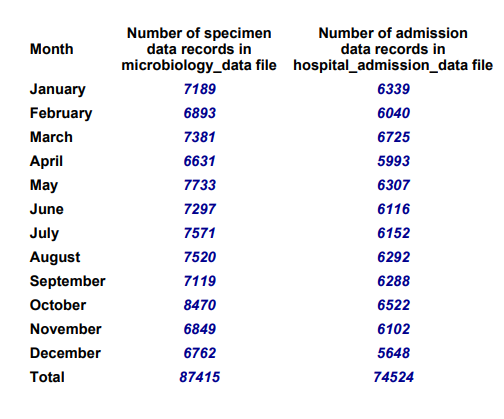 Month Number of specimen data records in microbiology_data file Number of admission data records in hospital_admission_data file
January 7189 6339
February 6893 6040
March 7381 6725
April 6631 5993
May 7733 6307
June 7297 6116
July 7571 6152
August 7520 6292
September 7119 6288
October 8470 6522
November 6849 6102
December 6762 5648
Total 87415 74524